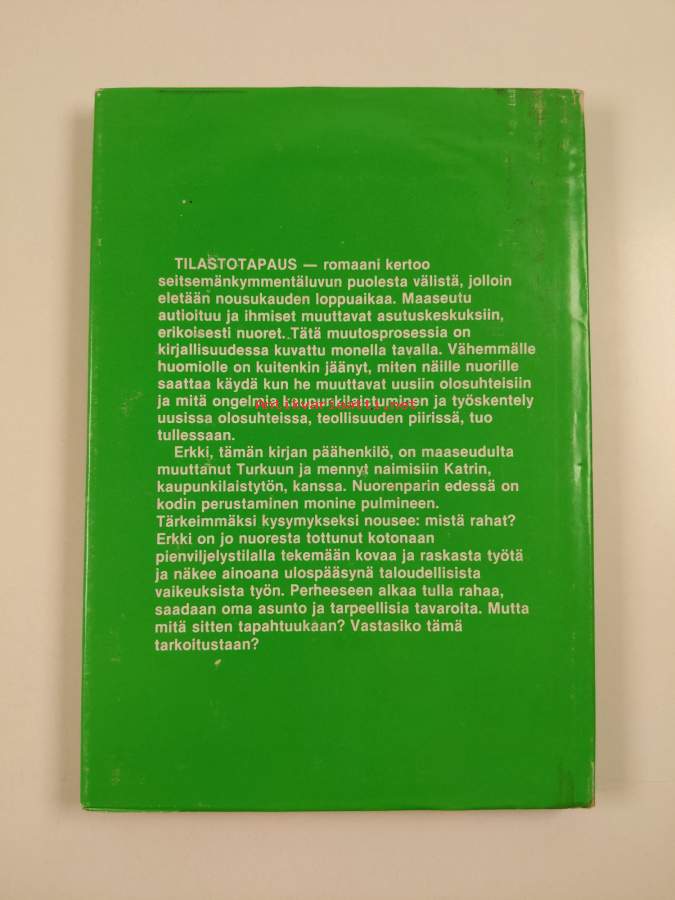 TILASTOTAPAUS — romaani kertoo
seitsemänkymmentäluvun puolesta välistä, jolloin
eletään nousukauden loppuaikaa. Maaseutu
autioituu ja ihmiset muuttavat asutuskeskuksiin,
erikoisesti nuoret. Tätä muutosprosessia on
kirjallisuudessa kuvattu monella tavalla. Vähemmälle
huomiolle on kuitenkin jäänyt, miten näille nuorille
saattaa käydä kun he muuttavat uusiin olosuhteisiin
ja mitä ongelmia kaupunkilaistuminen ja työskentely
uusissa olosuhteissa, teollisuuden piirissä, tuo
tullessaan.
Erkki, tämän kirjan päähenkilö, on maaseudulta
muuttanut Turkuun ja mennyt naimisiin Katrin,
kaupunkilaistytön, kanssa. Nuorenparin edessä on
kodin perustaminen monine pulmineen.
Tärkeimmäksi kysymykseksi nousee: mistä rahat?
Erkki on jo nuoresta tottunut kotonaan
pienviljelystilalla tekemään kovaa ja raskasta työtä
ja näkee ainoana ulospääsynä taloudellisista
vaikeuksista työn. Perheeseen alkaa tulla rahaa,
saadaan oma asunto ja tarpeellisia tavaroita. Mutta
mitä sitten tapahtuukaan? Vastasiko tämä
tarkoitustaan?